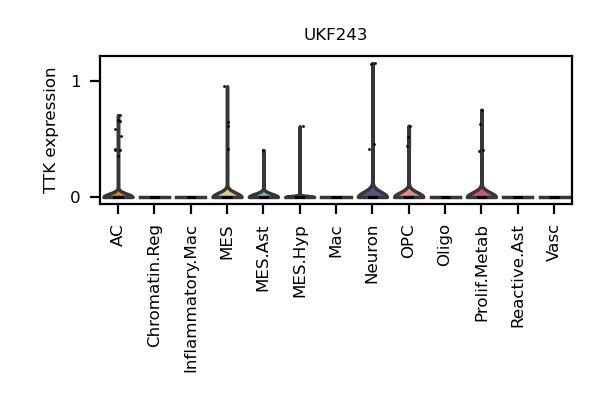 UKF243
TTK expression
1
0
AC
Chromatin.Reg
Inflammatory.Mac
MES
MES.Ast
MES.Hyp
Mac
Neuron
OPC
Oligo
Prolif.Metab
Reactive.Ast
Vasc